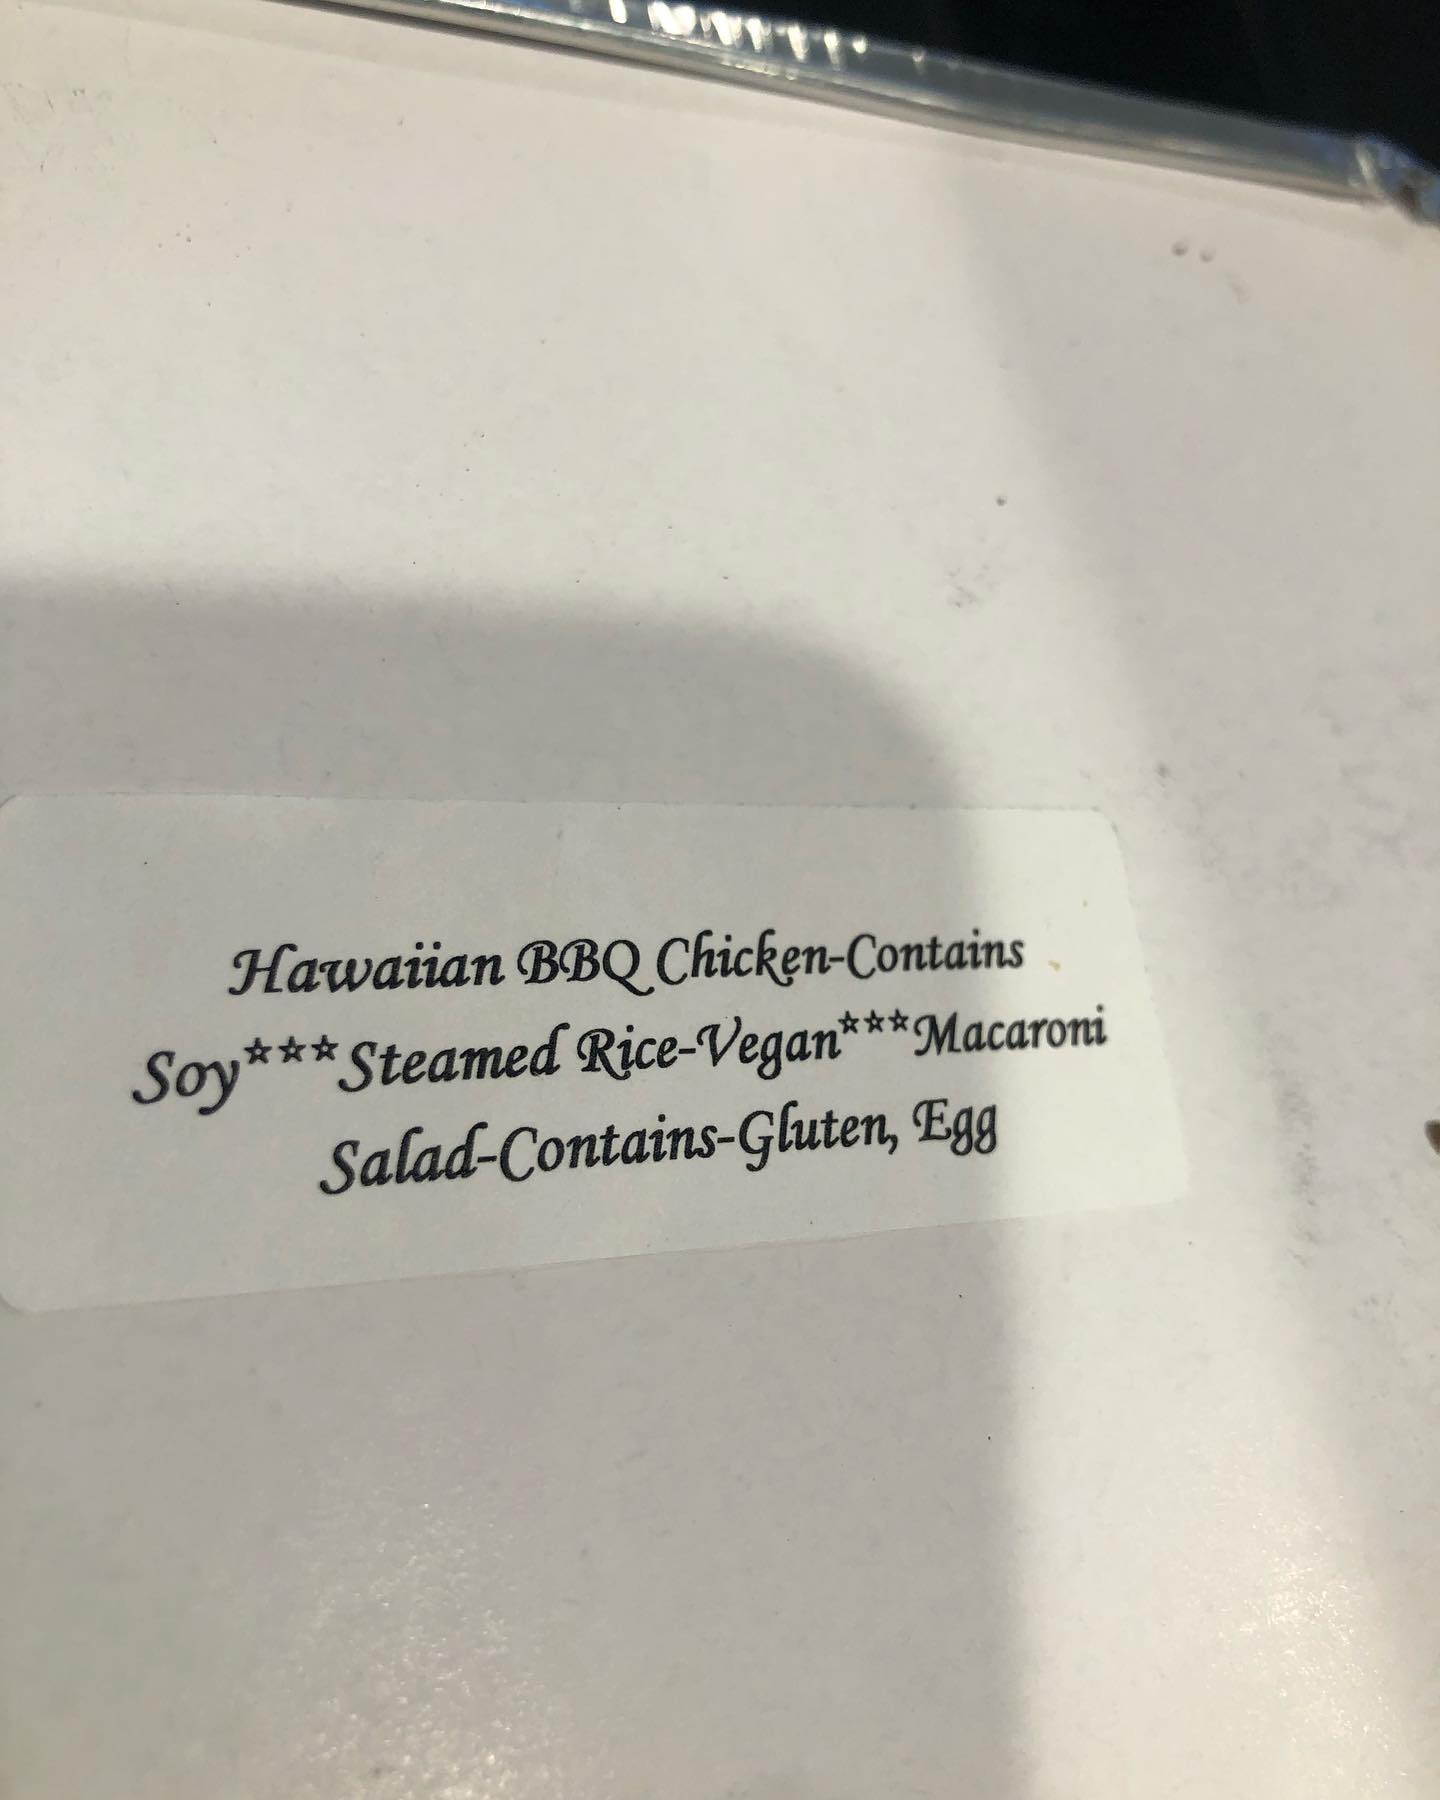 Hawaiian BBQ Chicken-Contains
Soy***Steamed Rice-Vegan***Macaroni
Salad-Contains-Gluten, Egg